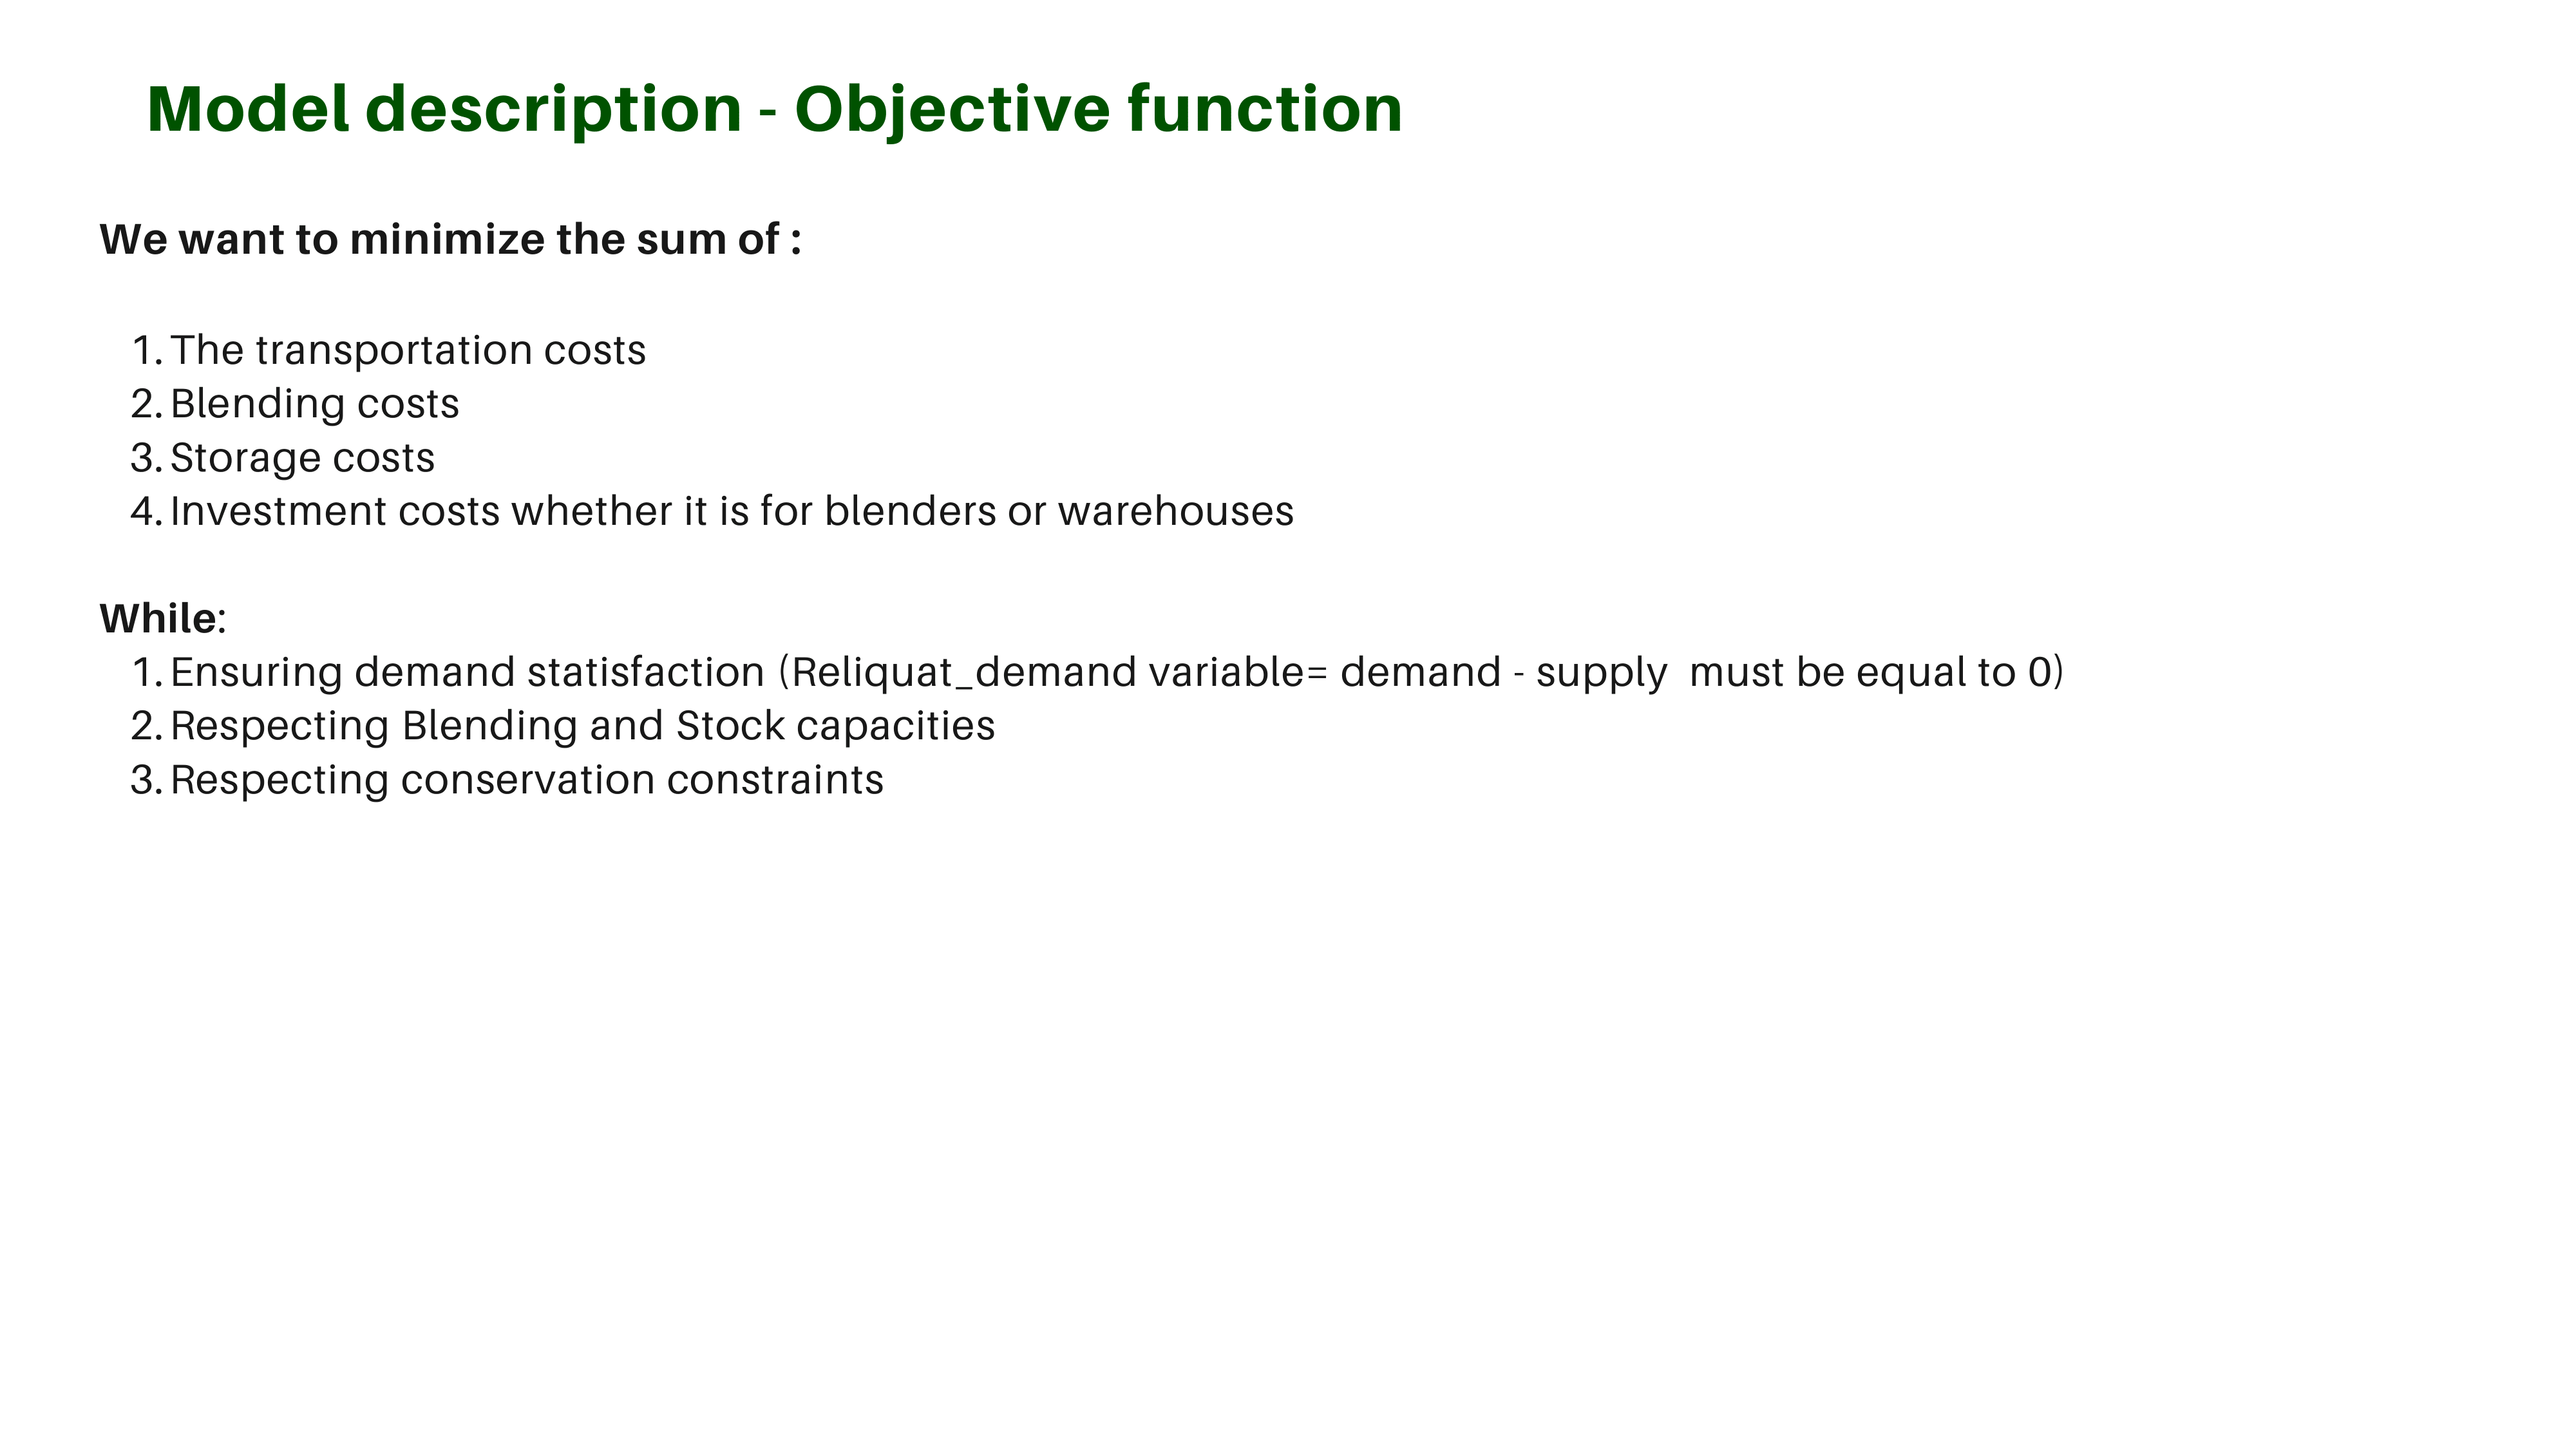 Model description - Objective function
We want to minimize the sum of :
1. The transportation costs
2. Blending costs
3. Storage costs
4. Investment costs whether it is for blenders or warehouses
While:
1. Ensuring demand statisfaction (Reliquat_demand variable= demand - supply  must be equal to 0)
2. Respecting Blending and Stock capacities
3. Respecting conservation constraints